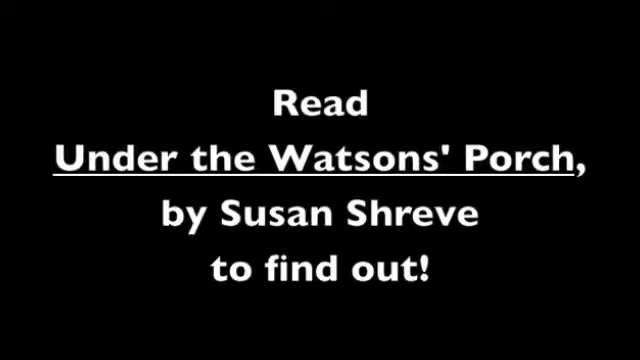 Read
Under the Watsons' Porch,
by Susan Shreve
to find out!